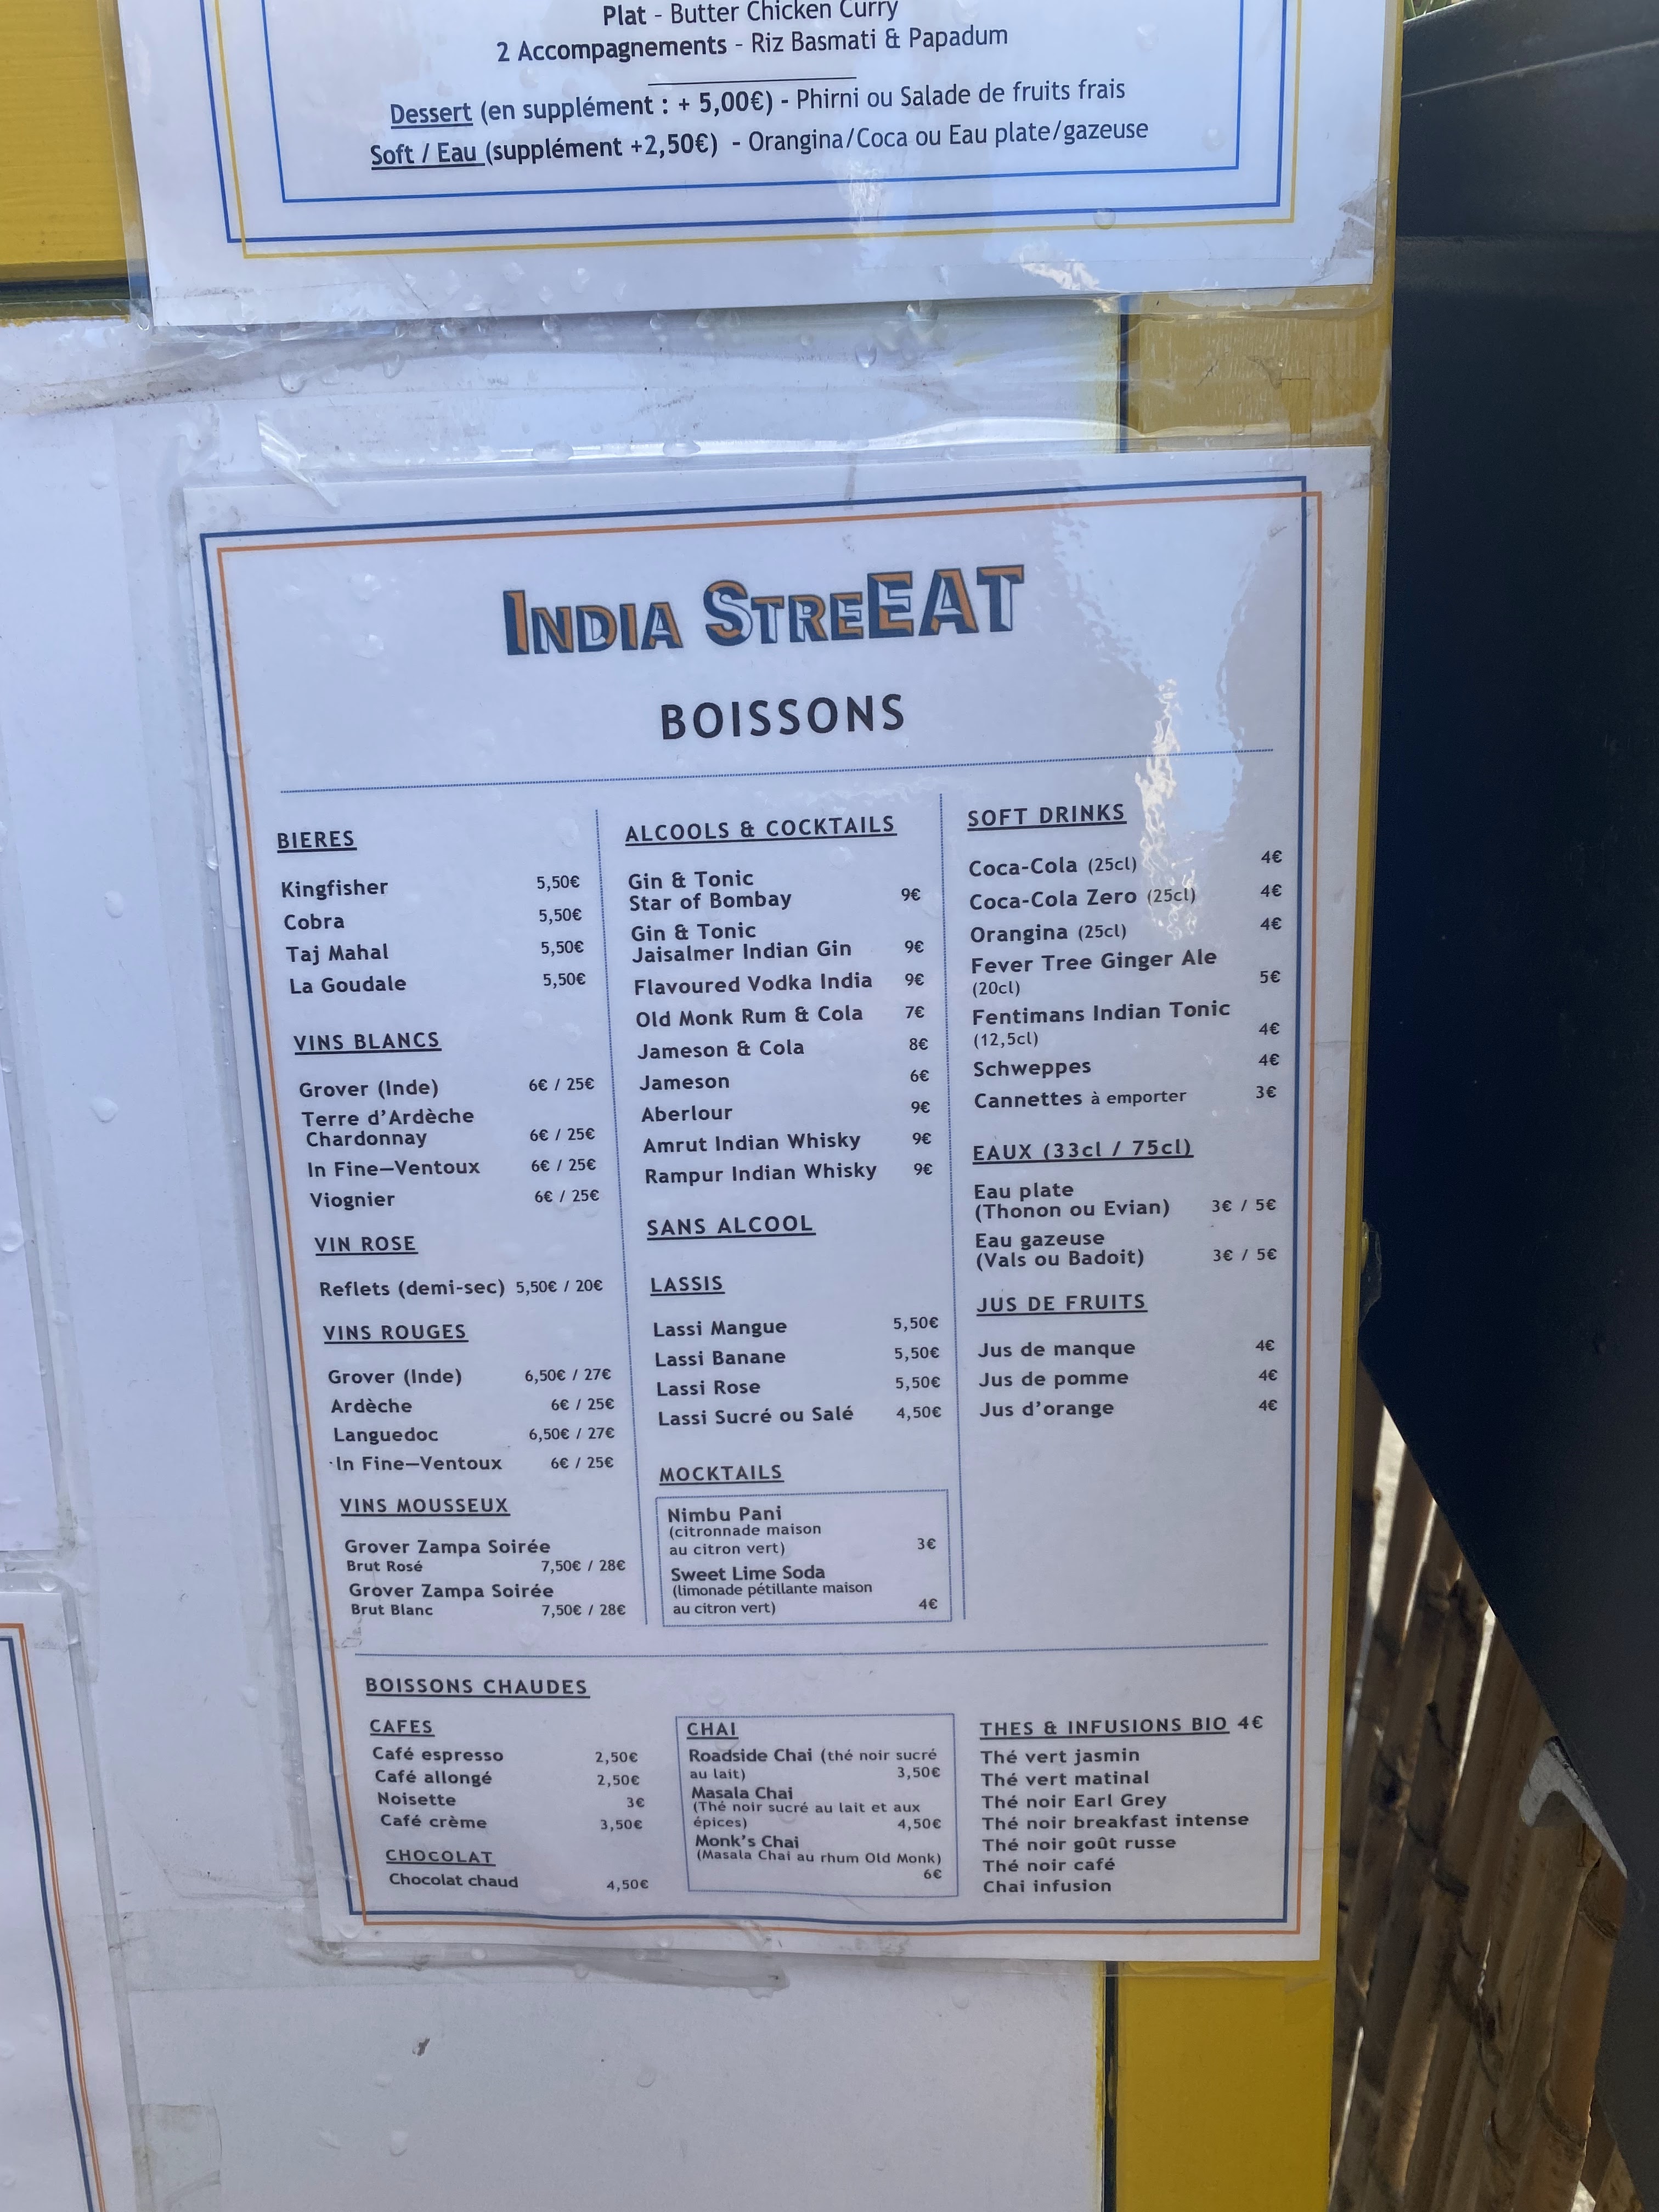 Plat - Butter Chicken Curry
2 Accompagnements - Riz Basmati & Papadum
Dessert (en supplément : + 5,00€) - Phirni ou Salade de fruits frais
Soft / Eau (supplément +2,50€) - Orangina/Coca ou Eau plate/gazeuse
INDIA STREEAT
BOISSONS
BIERES
Kingfisher 5,50€
Cobra 5,50€
Taj Mahal 5,50€
La Goudale 5,50€
VINS BLANCS
Grover (Inde) 6€ / 25€
Terre d'Ardèche
Chardonnay 6€ / 25€
In Fine—Ventoux 6€ / 25€
Viognier 6€ / 25€
VIN ROSE
Reflets (demi-sec) 5,50€ / 20€
VINS ROUGES
Grover (Inde) 6,50€ / 27€
Ardèche 6€ / 25€
Languedoc 6,50€ / 27€
In Fine—Ventoux 6€ / 25€
VINS MOUSSEUX
Grover Zampa Soirée
Brut Rosé 7,50€ / 28€
Grover Zampa Soirée
Brut Blanc 7,50€ / 28€
ALCOOLS & COCKTAILS
Gin & Tonic
Star of Bombay 9€
Gin & Tonic
Jaisalmer Indian Gin 9€
Flavoured Vodka India 9€
Old Monk Rum & Cola 7€
Jameson & Cola 8€
Jameson 6€
Aberlour 9€
Amrut Indian Whisky 9€
Rampur Indian Whisky 9€
SANS ALCOOL
LASSIS
Lassi Mangue 5,50€
Lassi Banane 5,50€
Lassi Rose 5,50€
Lassi Sucré ou Salé 4,50€
MOCKTAILS
Nimbu Pani
(citronnade maison
au citron vert) 3€
Sweet Lime Soda
(limonade pétillante maison
au citron vert) 4€
SOFT DRINKS
Coca-Cola (25cl) 4€
Coca-Cola Zero (25cl) 4€
Orangina (25cl) 4€
Fever Tree Ginger Ale
(20cl) 5€
Fentimans Indian Tonic
(12,5cl) 4€
Schweppes 4€
Cannettes à emporter 3€
EAUX (33cl / 75cl)
Eau plate
(Thonon ou Evian) 3€ / 5€
Eau gazeuse
(Vals ou Badoit) 3€ / 5€
JUS DE FRUITS
Jus de manque 4€
Jus de pomme 4€
Jus d'orange 4€
BOISSONS CHAUDES
CAFES
Café espresso 2,50€
Café allongé 2,50€
Noisette 3€
Café crème 3,50€
CHOCOLAT
Chocolat chaud 4,50€
CHAI
Roadside Chai (thé noir sucré
au lait) 3,50€
Masala Chai
(Thé noir sucré au lait et aux
épices) 4,50€
Monk's Chai
(Masala Chai au rhum Old Monk)
6€
THES & INFUSIONS BIO 4€
Thé vert jasmin
Thé vert matinal
Thé noir Earl Grey
Thé noir breakfast intense
Thé noir goût russe
Thé noir café
Chai infusion